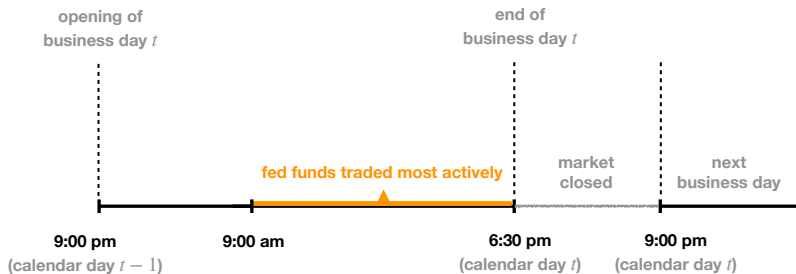 opening of
business day t
end of
business day t
fed funds traded most actively
market
closed
next
business day
9:00 pm
(calendar day t − 1)
9:00 am
6:30 pm
(calendar day t)
9:00 pm
(calendar day t)